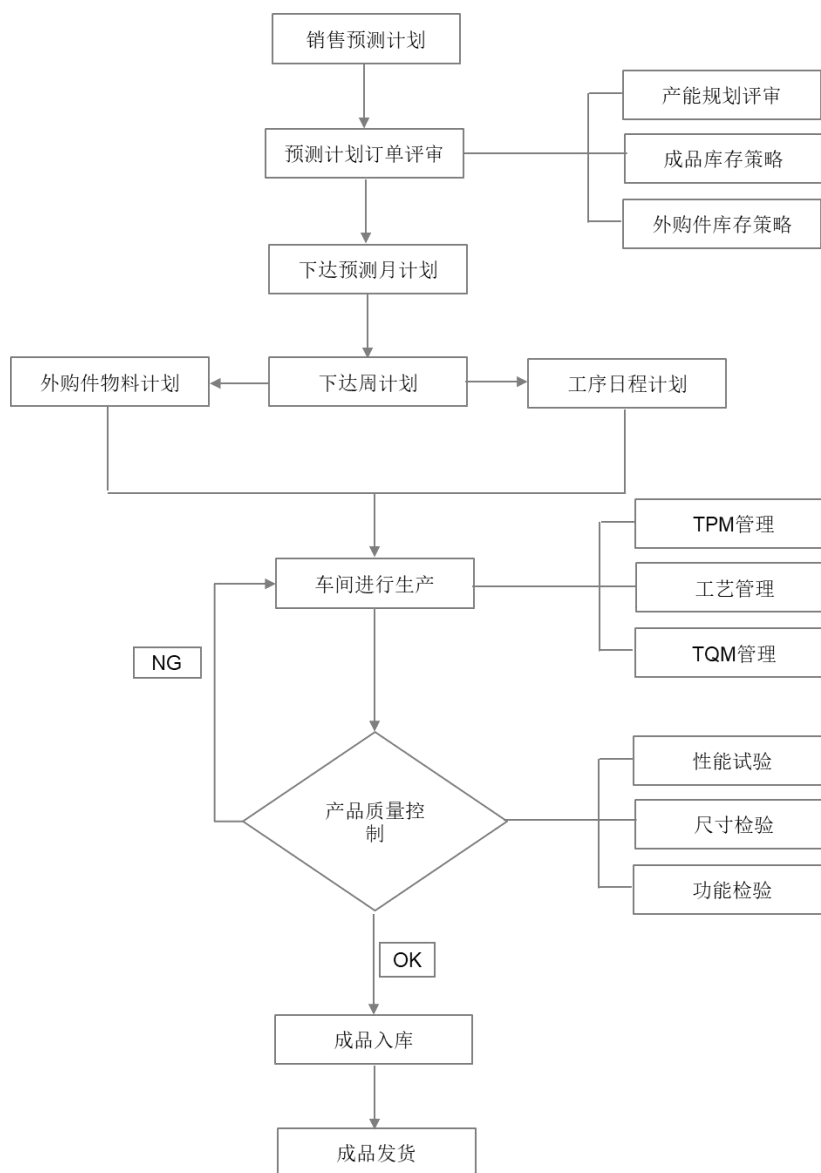 销售预测计划
产能规划评审
预测计划订单评审
成品库存策略
外购件库存策略
下达预测月计划
外购件物料计划
下达周计划
工序日程计划
TPM管理
车间进行生产
工艺管理
NG
TQM管理
性能试验
产品质量控
制
尺寸检验
功能检验
OK
成品入库
成品发货